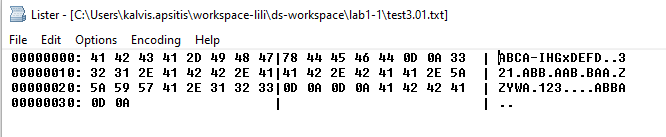 Lister - [C:\Users\kalvis.apsitis\workspace-lili\ds-workspace\lab1-1\test3.01.txt]
File Edit Options Encoding Help
00000000: 41 42 43 41 2D 49 48 47|78 44 45 46 44 0D 0A 33 | ABCA-IHGxDEFD..3
00000010: 32 31 2E 41 42 42 2E 41|41 42 2E 42 41 41 2E 5A | 21.ABB.AAB.BAA.Z
00000020: 5A 59 57 41 2E 31 32 33|0D 0A 0D 0A 41 42 42 41 | ZYWA.123....ABBA
00000030: 0D 0A | | ..